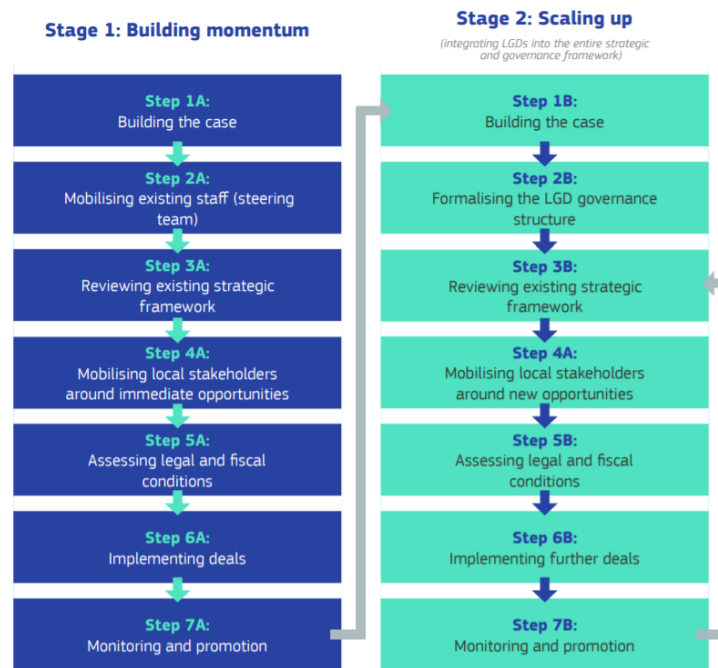 Stage 1: Building momentum
Step 1A:
Building the case
Step 2A:
Mobilising existing staff (steering
team)
Step 3A:
Reviewing existing strategic
framework
Step 4A:
Mobilising local stakeholders
around immediate opportunities
Step 5A:
Assessing legal and fiscal
conditions
Step 6A:
Implementing deals
Step 7A:
Monitoring and promotion
Stage 2: Scaling up
(integrating LGDs into the entire strategic
and governance framework)
Step 1B:
Building the case
Step 2B:
Formalising the LGD governance
structure
Step 3B:
Reviewing existing strategic
framework
Step 4A:
Mobilising local stakeholders
around new opportunities
Step 5B:
Assessing legal and fiscal
conditions
Step 6B:
Implementing further deals
Step 7B:
Monitoring and promotion